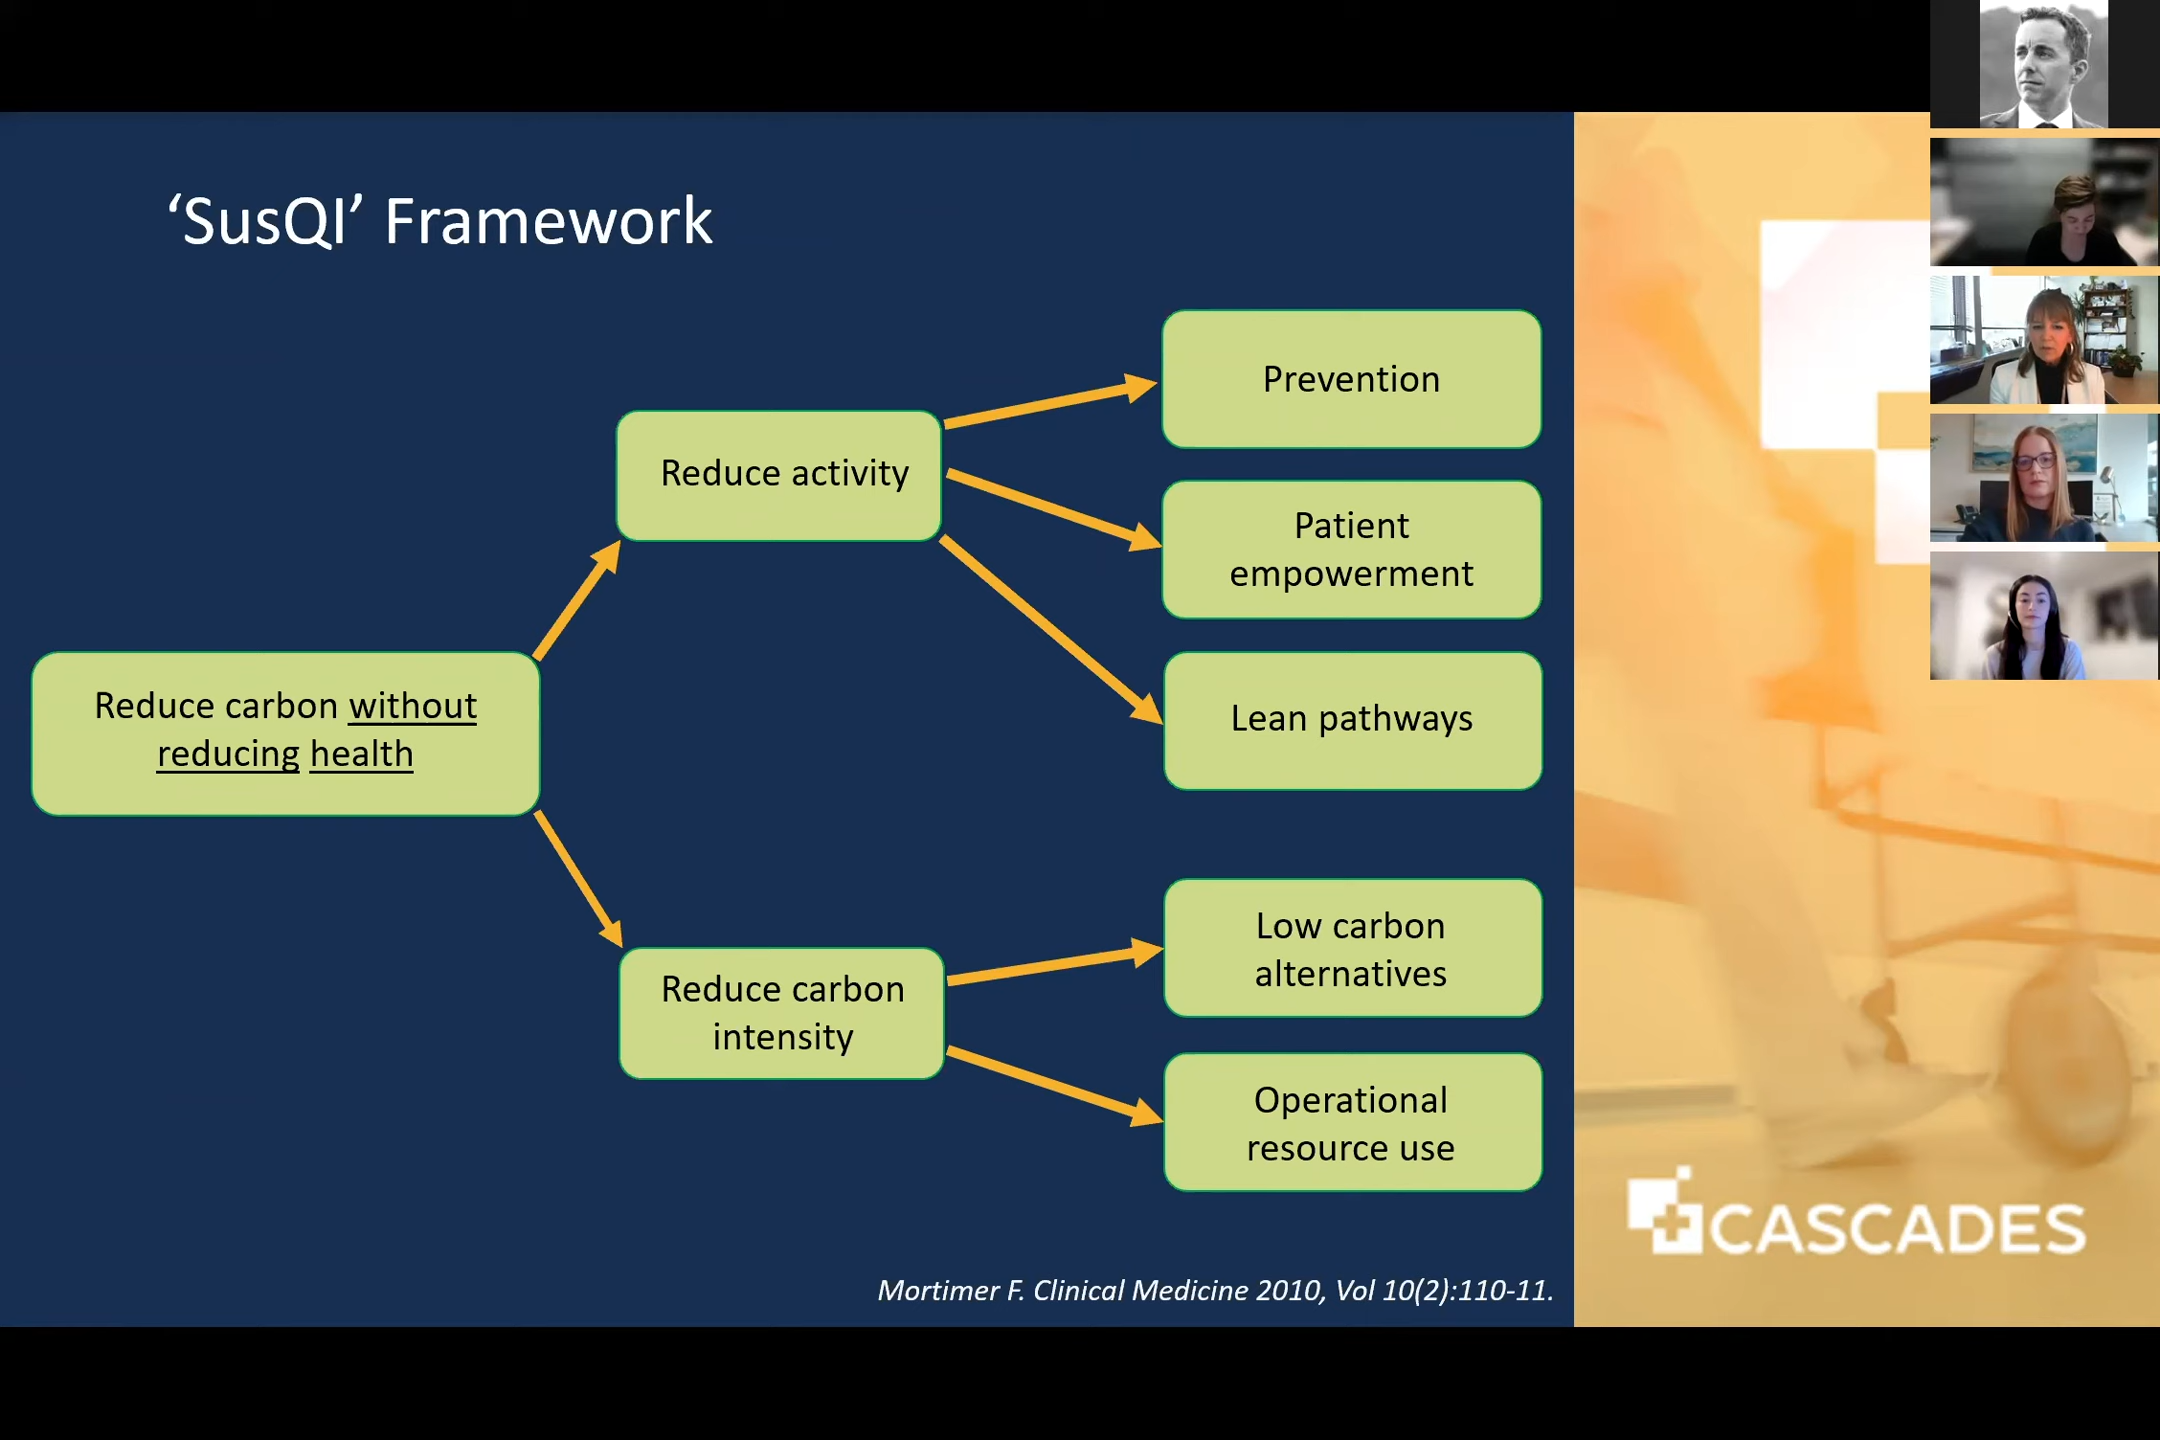 ‘SusQI’ Framework
Prevention
Reduce activity
Patient
empowerment
Reduce carbon without
reducing health
Lean pathways
Low carbon
alternatives
Reduce carbon
intensity
Operational
resource use
CASCADES
Mortimer F. Clinical Medicine 2010, Vol 10(2):110-11.